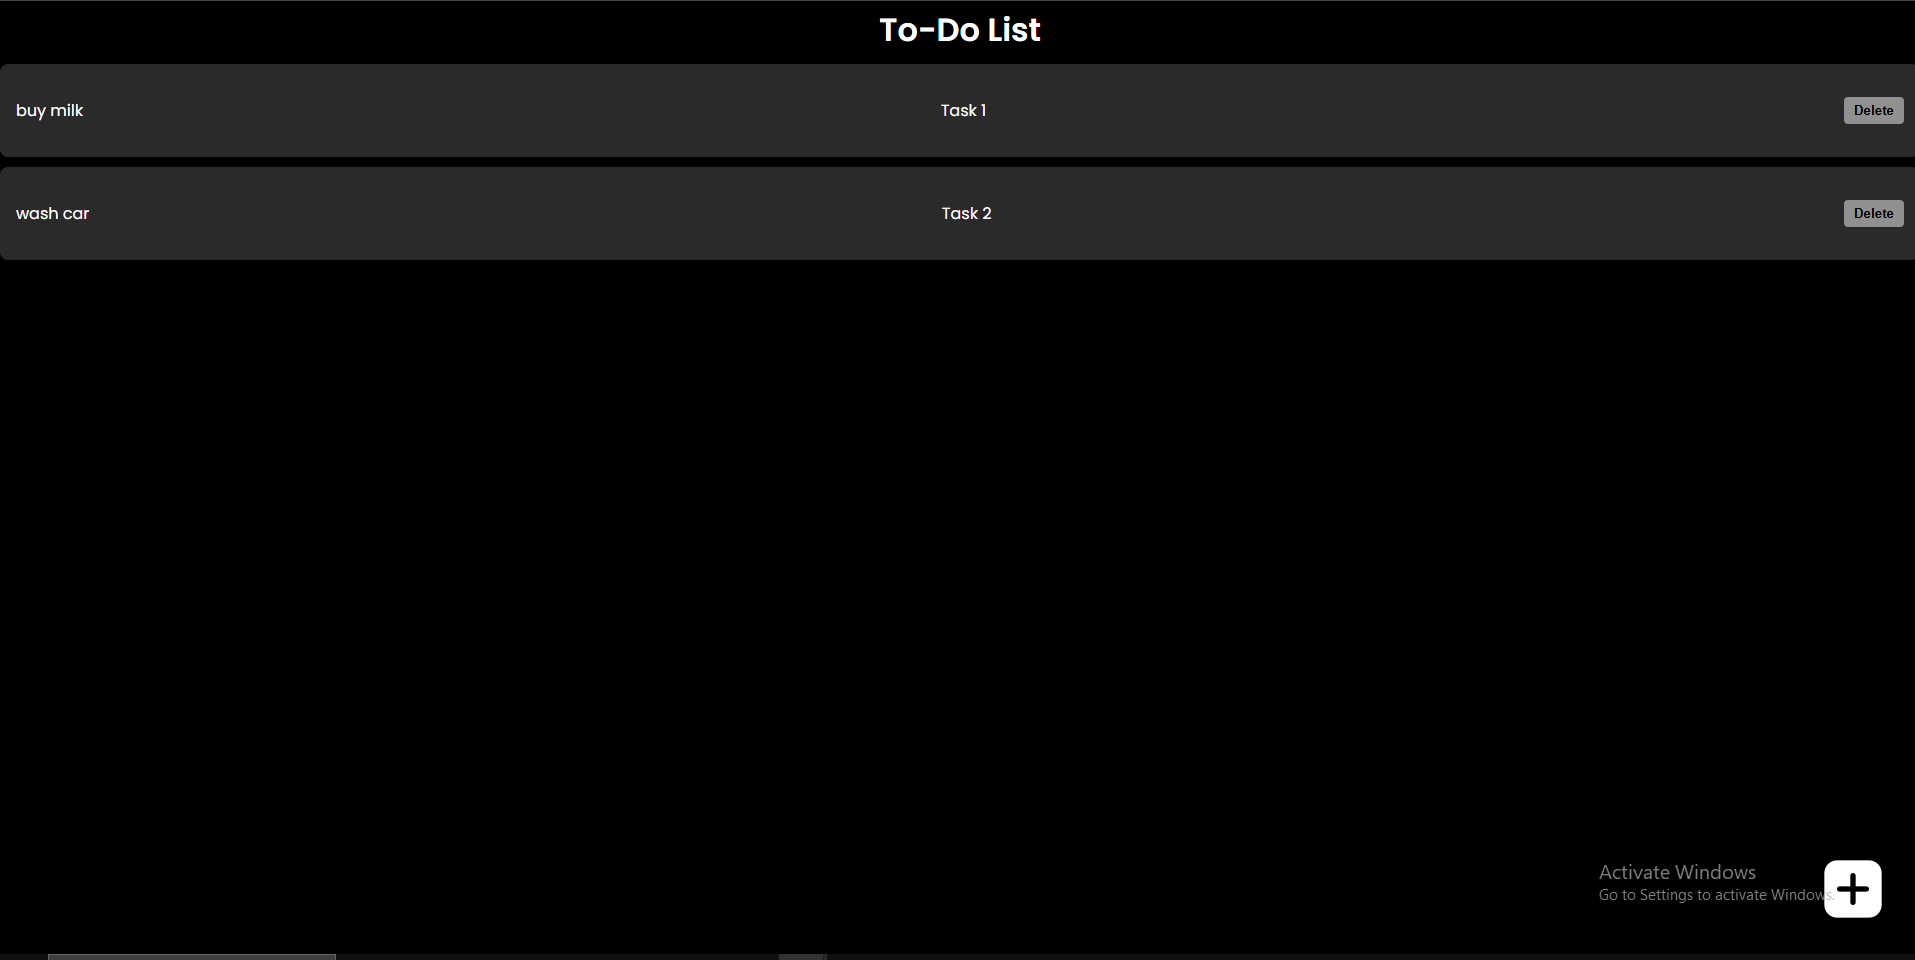 To-Do List
buy milk Task 1 Delete
wash car Task 2 Delete
Activate Windows
Go to Settings to activate Windows.